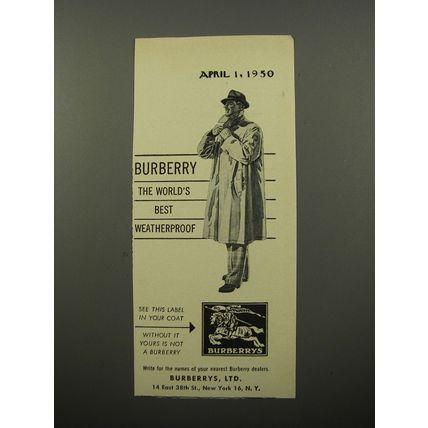 APRIL 1, 1950
BURBERRY
THE WORLD'S
BEST
WEATHERPROOF
SEE THIS LABEL
IN YOUR COAT
WITHOUT IT
YOURS IS NOT
A BURBERRY
BURBERRYS
Write for the names of your nearest Burberry dealers.
BURBERRYS, LTD.
14 East 38th St., New York 16, N. Y.